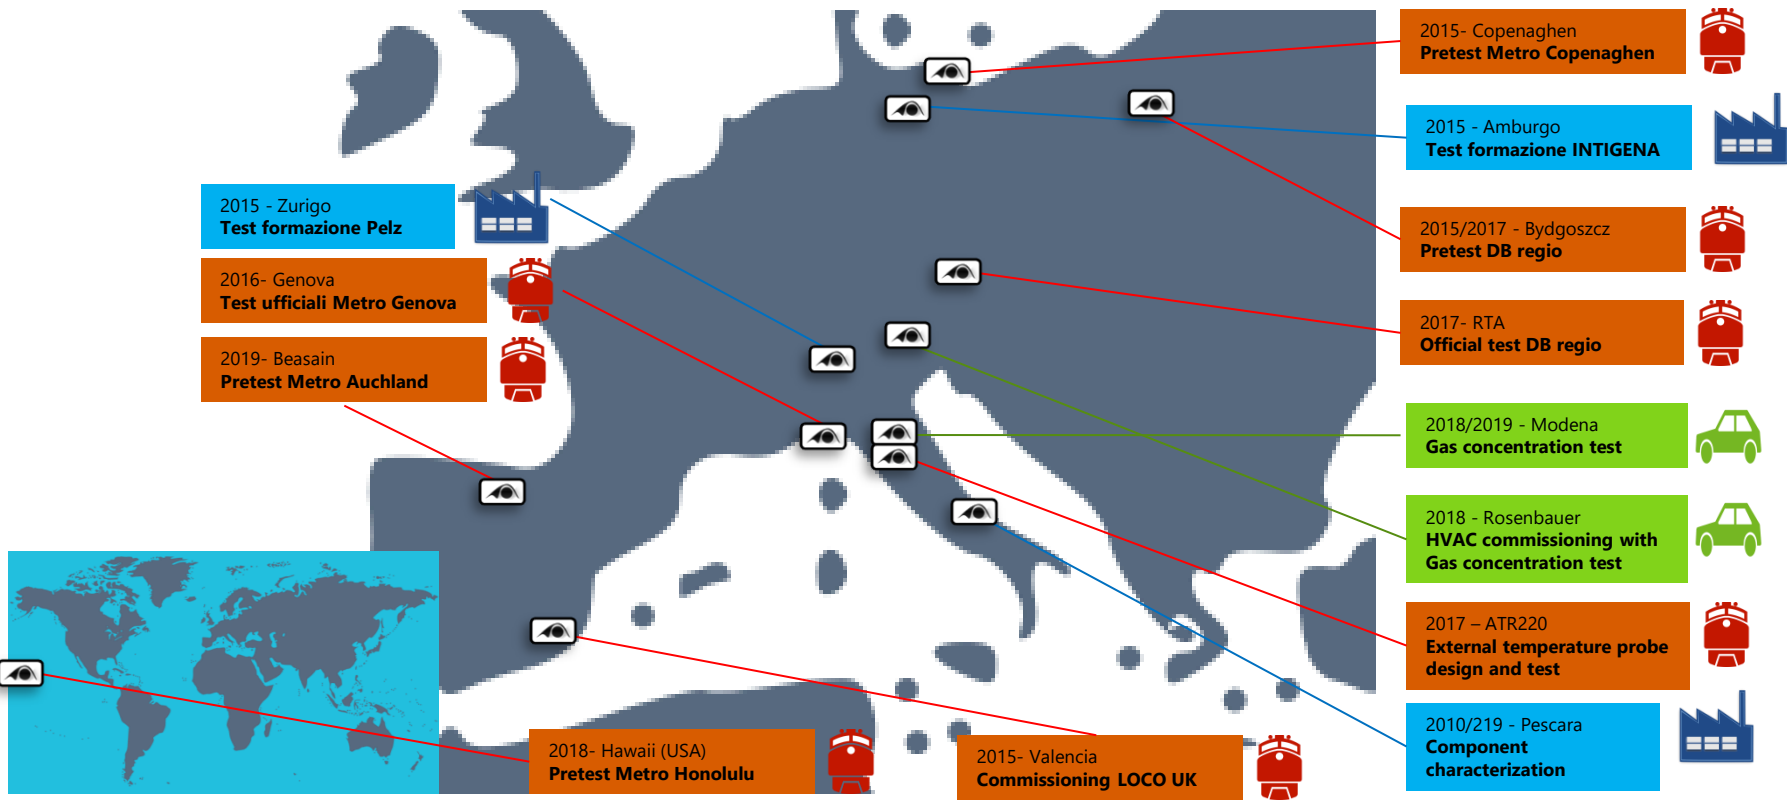 2015- Copenaghen
Pretest Metro Copenaghen
2015 - Amburgo
Test formazione INTIGENA
2015 - Zurigo
Test formazione Pelz
2015/2017 - Bydgoszcz
Pretest DB regio
2016- Genova
Test ufficiali Metro Genova
2017- RTA
Official test DB regio
2019- Beasain
Pretest Metro Auchland
2018/2019 - Modena
Gas concentration test
2018 - Rosenbauer
HVAC commissioning with
Gas concentration test
2017 – ATR220
External temperature probe
design and test
2010/219 - Pescara
Component
characterization
2018- Hawaii (USA)
Pretest Metro Honolulu
2015- Valencia
Commissioning LOCO UK